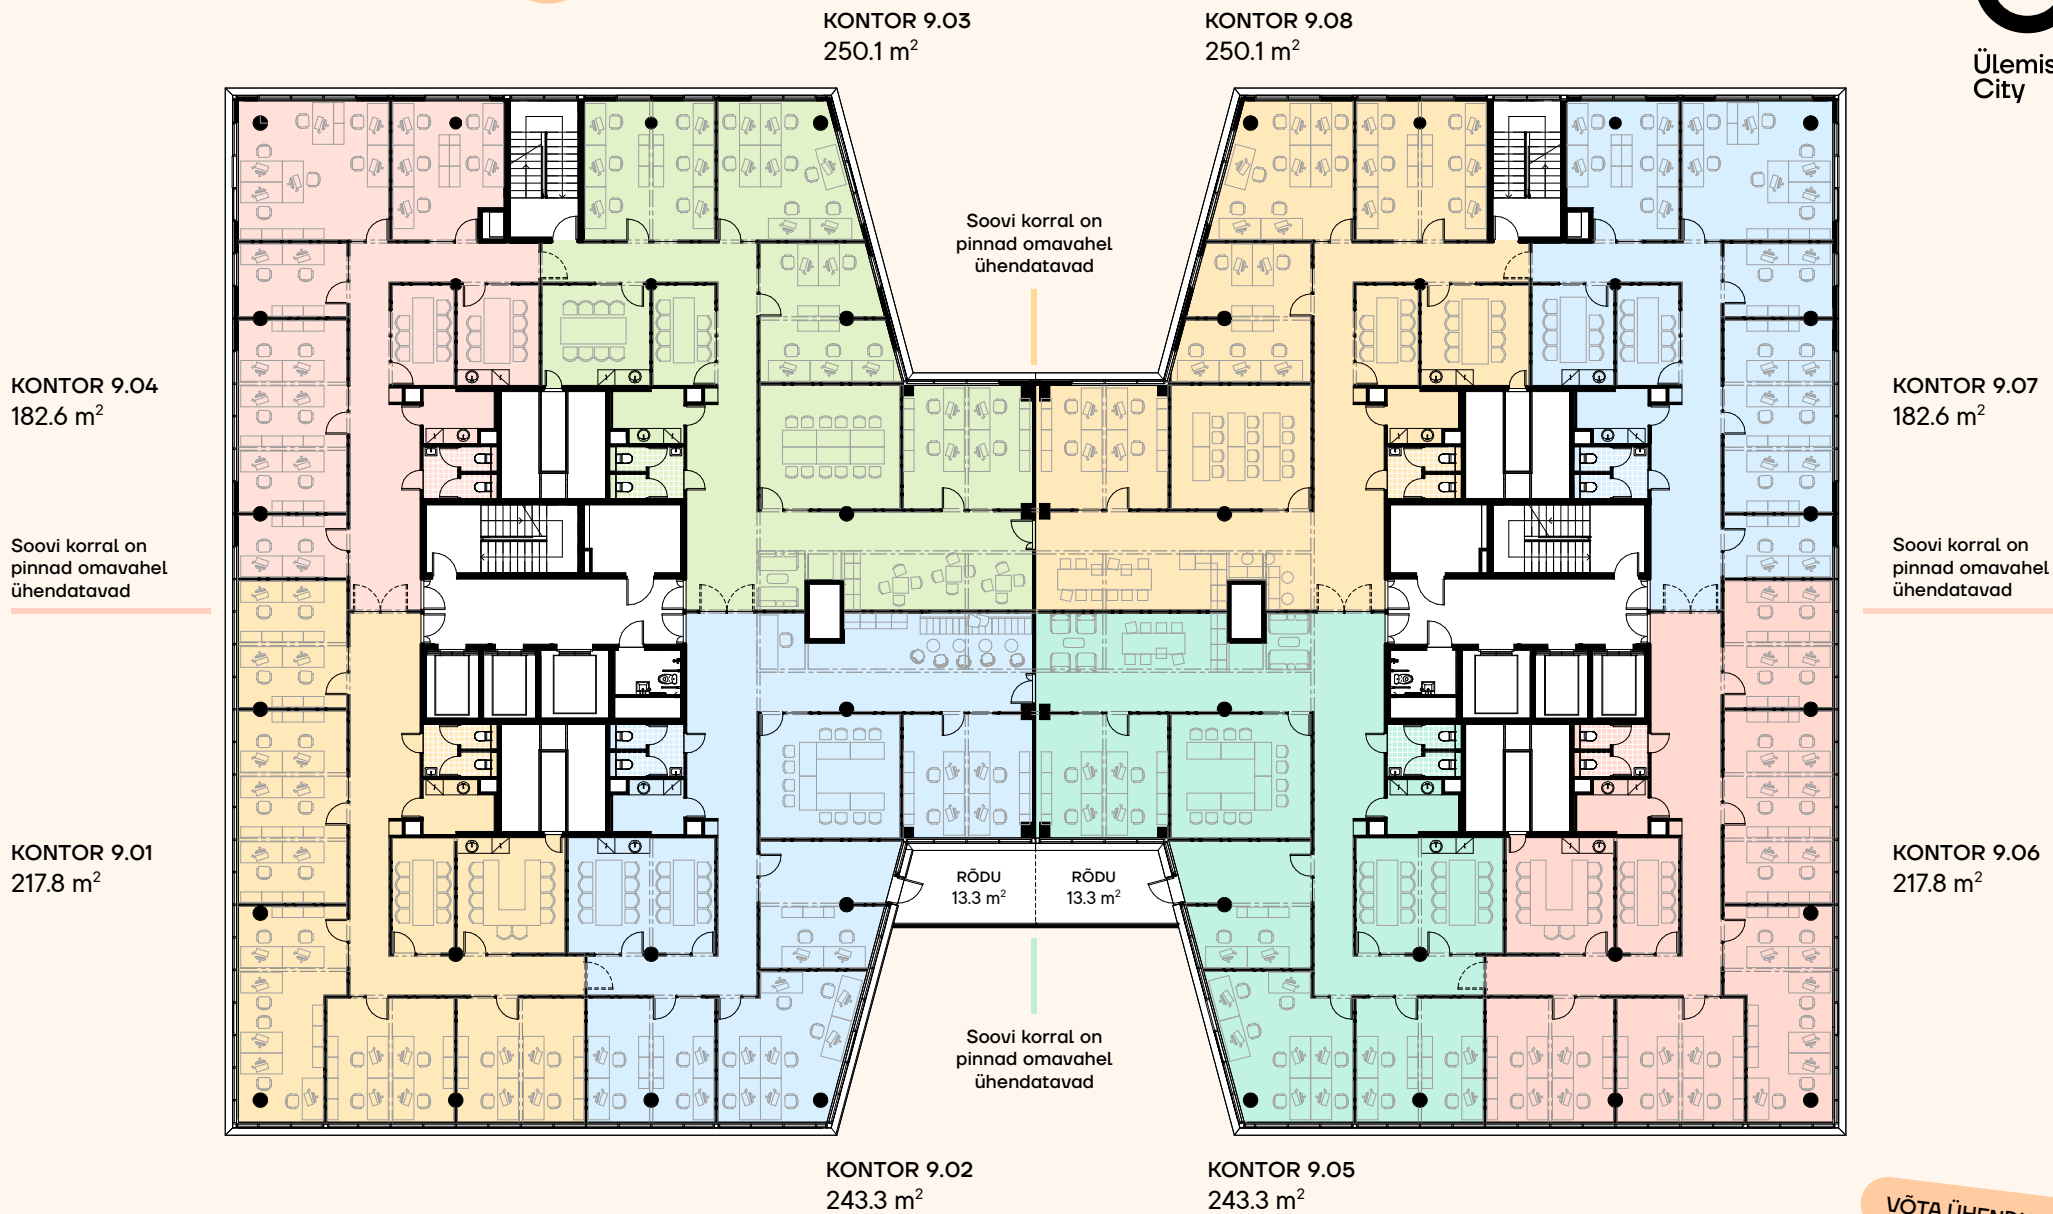 KONTOR 9.03
250.1 m²
KONTOR 9.08
250.1 m²
City
Soovi korral on
pinnad omavahel
ühendatavad
KONTOR 9.04
182.6 m²
KONTOR 9.07
182.6 m²
Soovi korral on
pinnad omavahel
ühendatavad
Soovi korral on
pinnad omavahel
ühendatavad
KONTOR 9.01
217.8 m²
RÕDU
13.3 m²
RÕDU
13.3 m²
KONTOR 9.06
217.8 m²
Soovi korral on
pinnad omavahel
ühendatavad
KONTOR 9.02
243.3 m²
KONTOR 9.05
243.3 m²
VÕTA